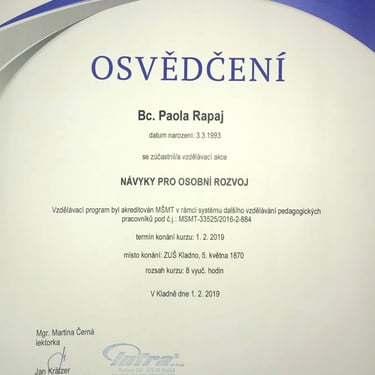 OSVĚDČENÍ
Bc. Paola Rapaj
datum narození: 3.3.1993
se zúčastnil/a vzdělávací akce
NÁVYKY PRO OSOBNÍ ROZVOJ
Vzdělávací program byl akreditován MŠMT v rámci systému dalšího vzdělávání pedagogických
pracovníků pod č.j.: MSMT-33525/2016-2-884
termín konání kurzu: 1. 2. 2019
místo konání: ZUŠ Kladno, 5. května 1870
rozsah kurzu: 8 vyuč. hodin
V Kladně dne 1. 2. 2019
Mgr. Martina Černá
lektorka
infra
Jan Krätzer